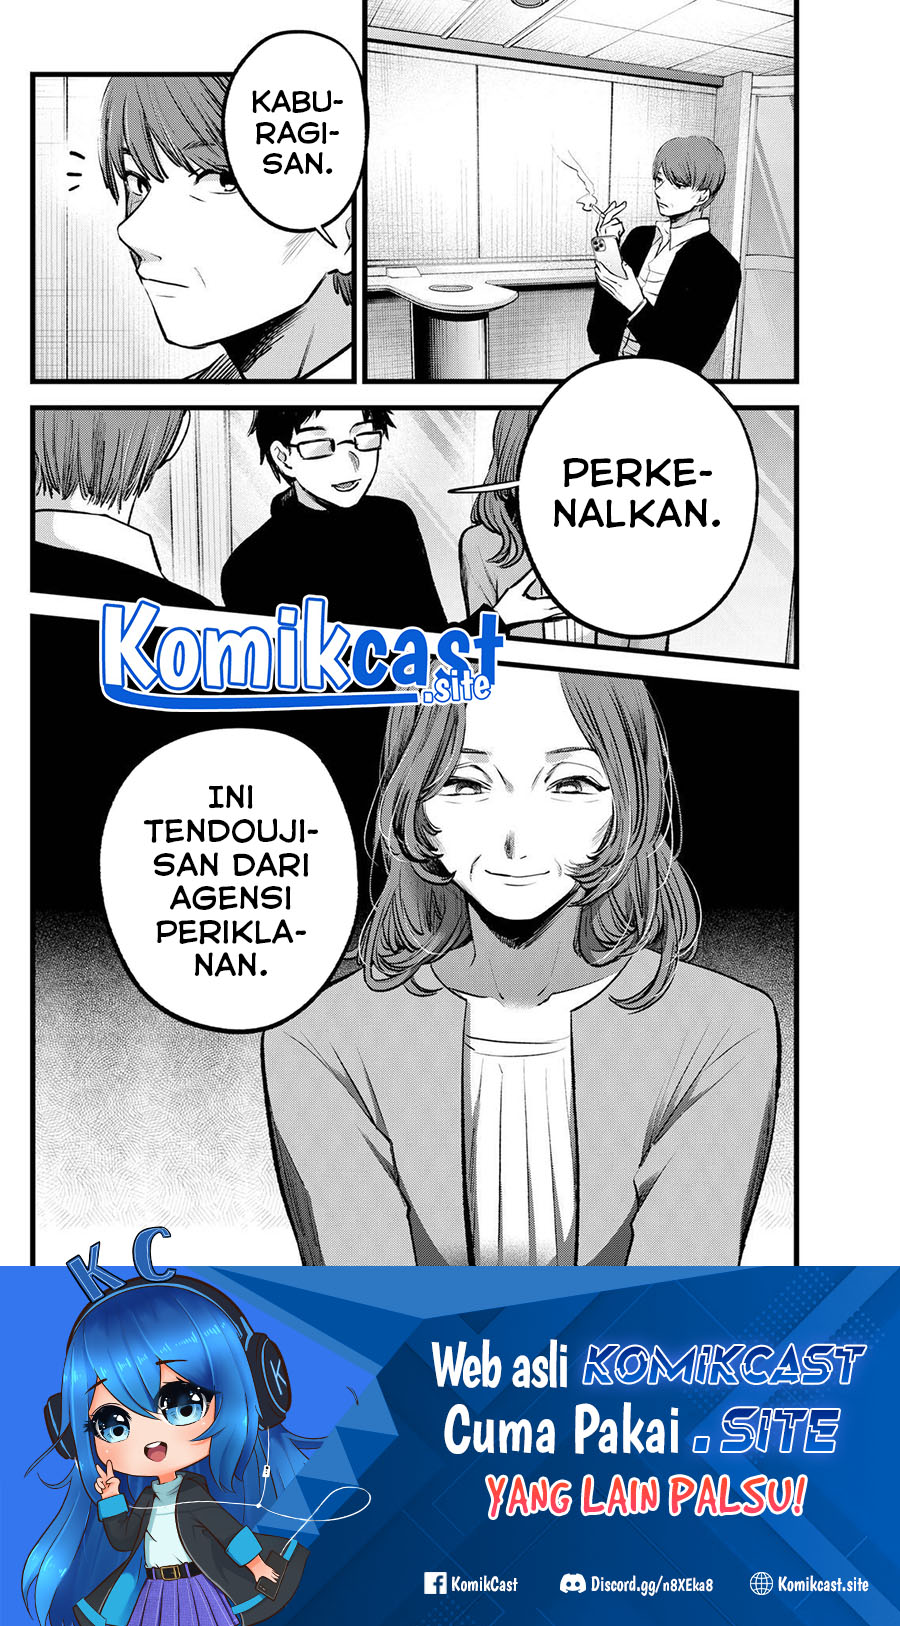 KABU-
RAGI-
SAN.
PERKE-
NALKAN.
Komikcast
.site
INI
TENDOUJI-
SAN DARI
AGENSI
PERIKLA-
NAN.
KC
K
Web asli KOMIKCAST
Cuma Pakai .SITE
YANG LAIN PALSU!
KomikCast
Discord.gg/n8XEka8
Komikcast.site